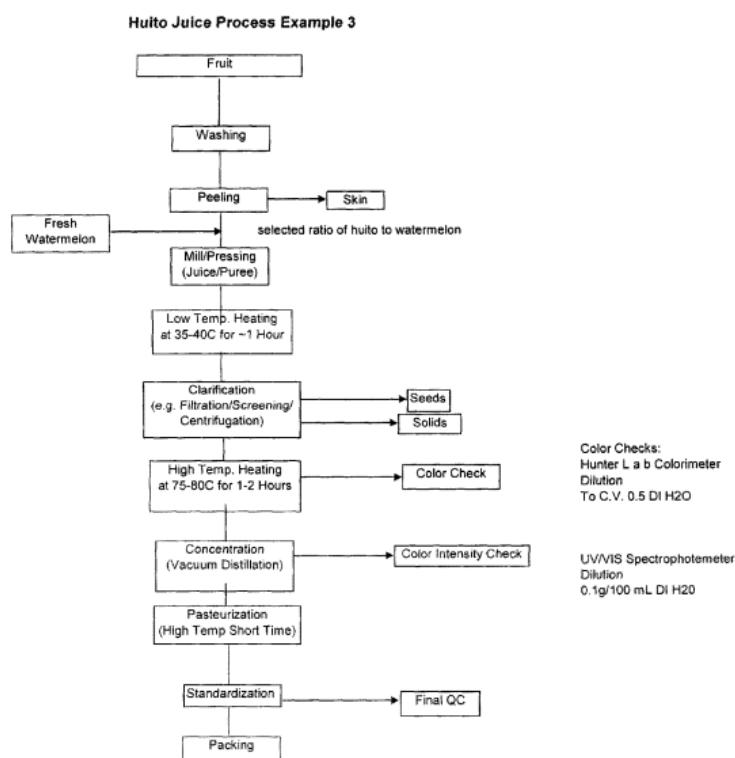 Huito Juice Process Example 3
Fruit
Washing
Peeling
Skin
Fresh
Watermelon
selected ratio of huito to watermelon
Mill/Pressing
(Juice/Puree)
Low Temp. Heating
at 35-40C for ~1 Hour
Clarification
(e.g. Filtration/Screening/
Centrifugation)
Seeds
Solids
High Temp. Heating
at 75-80C for 1-2 Hours
Color Check
Color Checks:
Hunter L a b Colorimeter
Dilution
To C.V. 0.5 DI H2O
Concentration
(Vacuum Distillation)
Color Intensity Check
UV/VIS Spectrophotemeter
Dilution
0.1g/100 mL DI H20
Pasteurization
(High Temp Short Time)
Standardization
Final QC
Packing